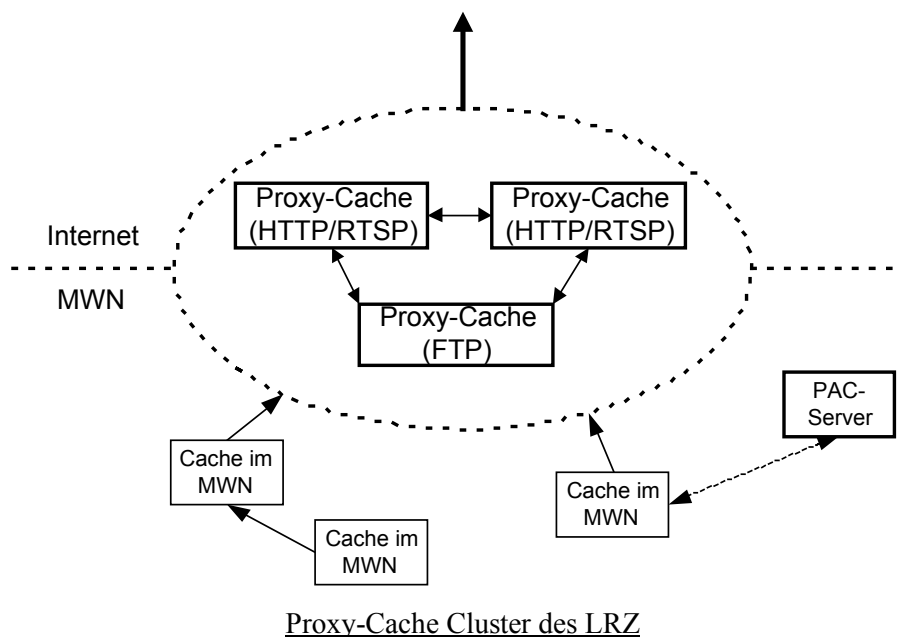 Proxy-Cache
(HTTP/RTSP)
Proxy-Cache
(HTTP/RTSP)
Internet
MWN
Proxy-Cache
(FTP)
PAC-
Server
Cache im
MWN
Cache im
MWN
Cache im
MWN
Proxy-Cache Cluster des LRZ